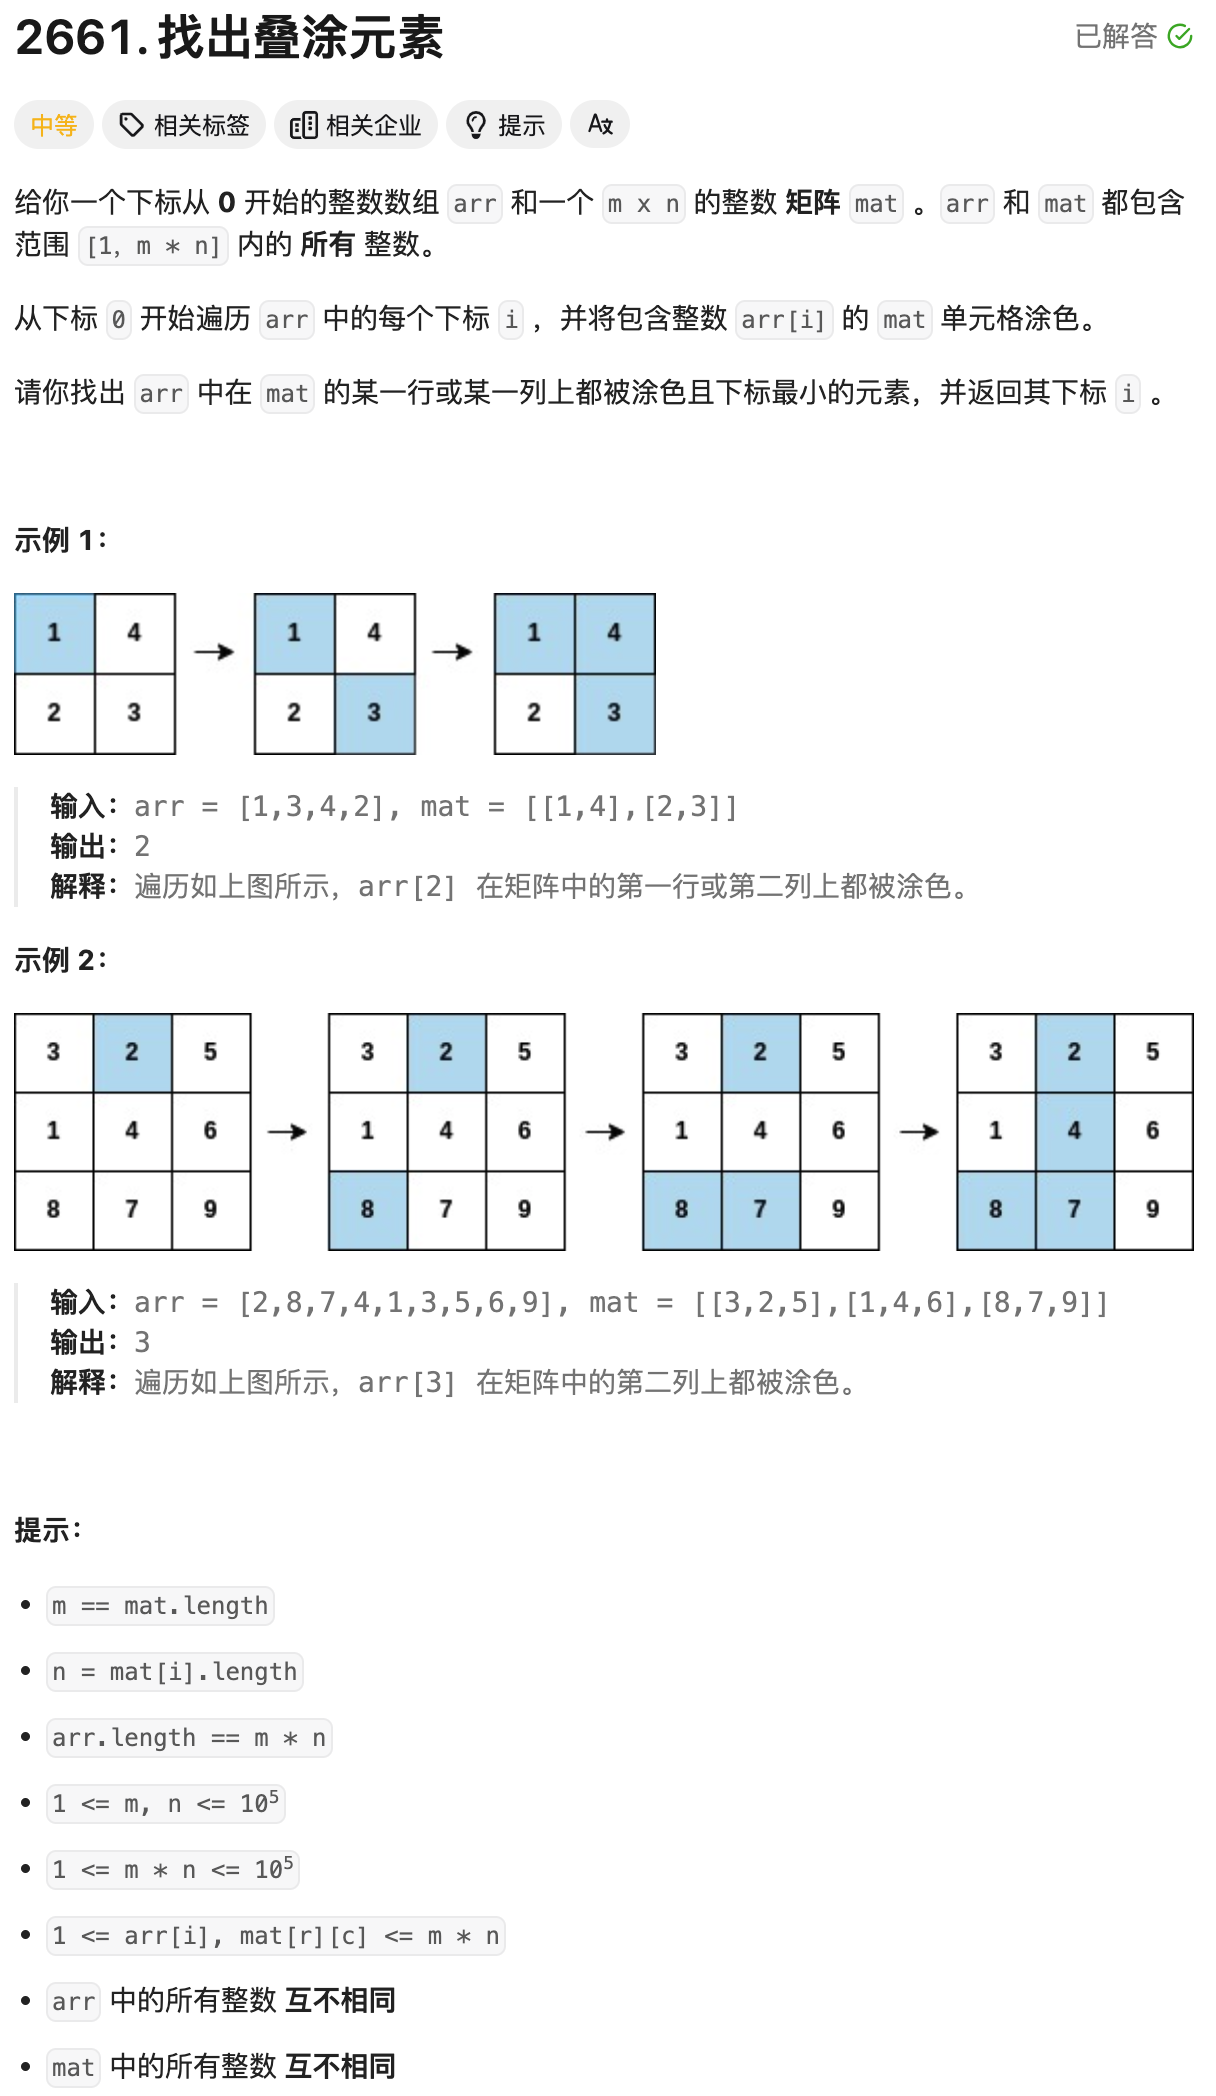 2661. 找出叠涂元素
已解答
中等 相关标签 相关企业 提示
给你一个下标从 0 开始的整数数组 arr 和一个 m x n 的整数 矩阵 mat 。arr 和 mat 都包含
范围 [1, m * n] 内的 所有 整数。
从下标 0 开始遍历 arr 中的每个下标 i ，并将包含整数 arr[i] 的 mat 单元格涂色。
请你找出 arr 中在 mat 的某一行或某一列上都被涂色且下标最小的元素，并返回其下标 i 。
示例 1：
1 4 1 4 1 4
2 3 2 3 2 3
输入：arr = [1,3,4,2], mat = [[1,4],[2,3]]
输出：2
解释：遍历如上图所示，arr[2] 在矩阵中的第一行或第二列上都被涂色。
示例 2：
3 2 5 3 2 5 3 2 5 3 2 5
1 4 6 1 4 6 1 4 6 1 4 6
8 7 9 8 7 9 8 7 9 8 7 9
输入：arr = [2,8,7,4,1,3,5,6,9], mat = [[3,2,5],[1,4,6],[8,7,9]]
输出：3
解释：遍历如上图所示，arr[3] 在矩阵中的第二列上都被涂色。
提示：
m == mat.length
n = mat[i].length
arr.length == m * n
1 <= m, n <= 10⁵
1 <= m * n <= 10⁵
1 <= arr[i], mat[r][c] <= m * n
arr 中的所有整数 互不相同
mat 中的所有整数 互不相同